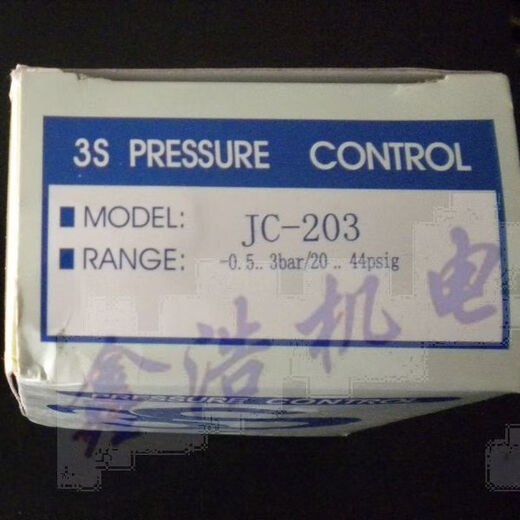 3S PRESSURE CONTROL
MODEL: JC-203
RANGE: -0.5.. 3bar/20 .. 44psig
鑫浩机电
PRESSURE CONTROL